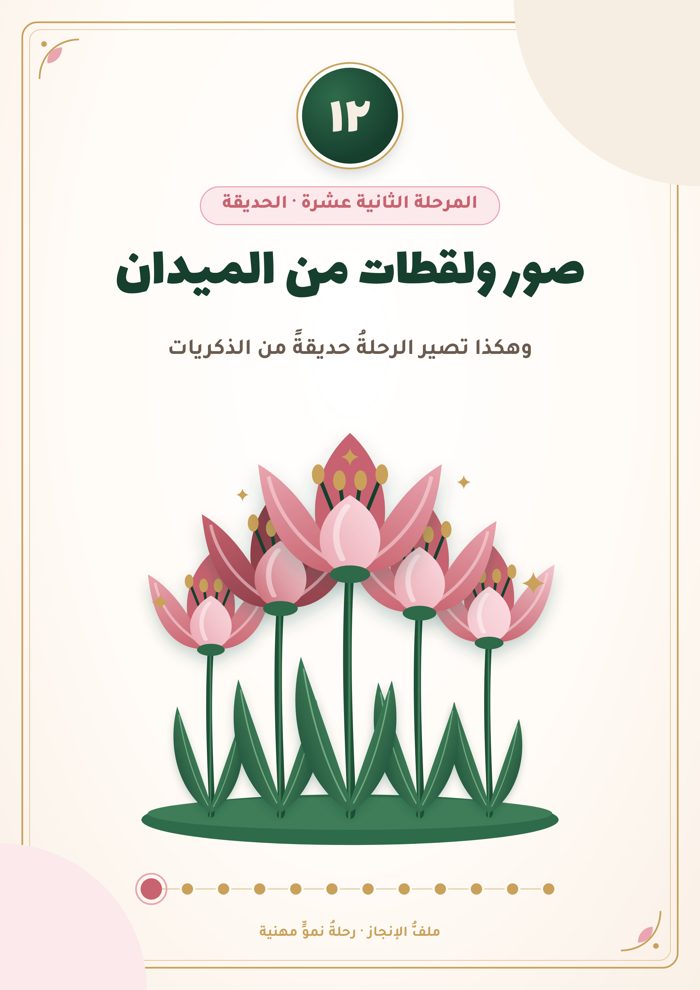 ١٢
المرحلة الثانية عشرة · الحديقة
صور ولقطات من الميدان
وهكذا تصير الرحلةُ حديقةً من الذكريات
ملفُّ الإنجاز · رحلةُ نموٍّ مهنية